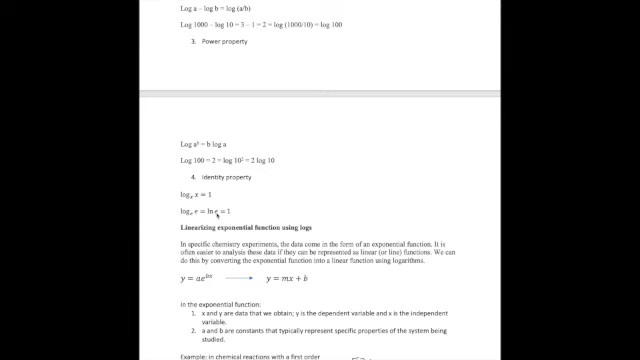 Log a – log b = log (a/b)
Log 1000 – log 10 = 3 – 1 = 2 = log (1000/10) = log 100
3. Power property
Log aᵇ = b log a
Log 100 = 2 = log 10² = 2 log 10
4. Identity property
logₓ x = 1
logₑ e = ln e = 1
Linearizing exponential function using logs
In specific chemistry experiments, the data come in the form of an exponential function. It is
often easier to analysis these data if they can be represented as linear (or line) functions. We can
do this by converting the exponential function into a linear function using logarithms.
y = aeᵇˣ → y = mx + b
In the exponential function:
1. x and y are data that we obtain; y is the dependent variable and x is the independent
variable.
2. a and b are constants that typically represent specific properties of the system being
studied.
Example: in chemical reactions with a first order